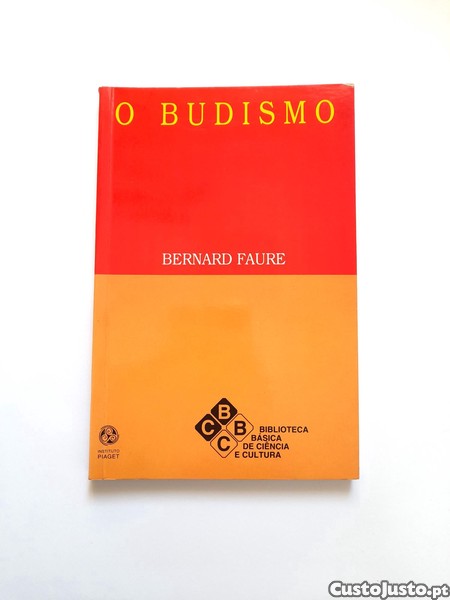 O BUDISMO
BERNARD FAURE
B
C B
C
BIBLIOTECA
BÁSICA
DE CIÊNCIA
E CULTURA
INSTITUTO
PIAGET
CustoJusto.pt